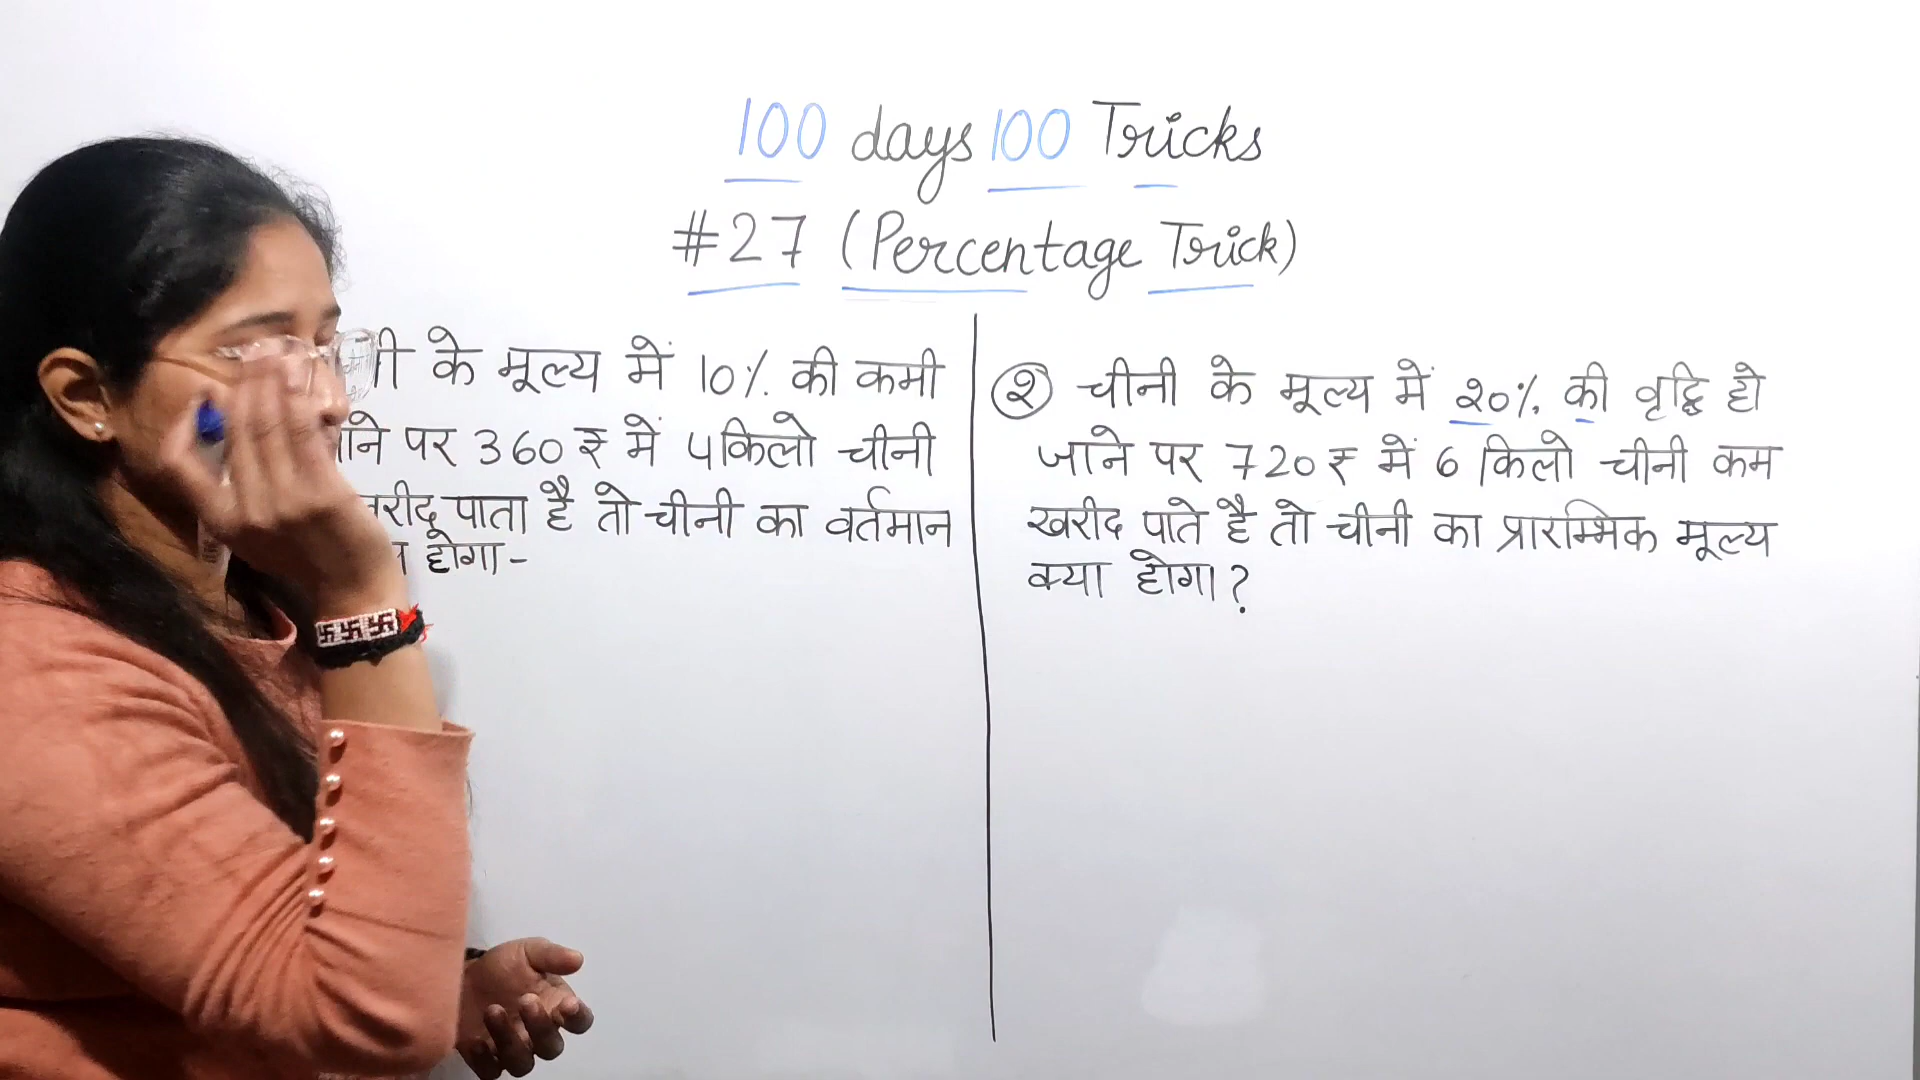 100 days 100 Tricks
#27 (Percentage Trick)
के मूल्य में 10% की कमी
पर 360 ₹ में 4 किलो चीनी
पाता है तो चीनी का वर्तमान
होगा-
② चीनी के मूल्य में 20% की वृद्धि हो
जाने पर 720 ₹ में 6 किलो चीनी कम
खरीद पाते है तो चीनी का प्रारम्भिक मूल्य
क्या होगा?